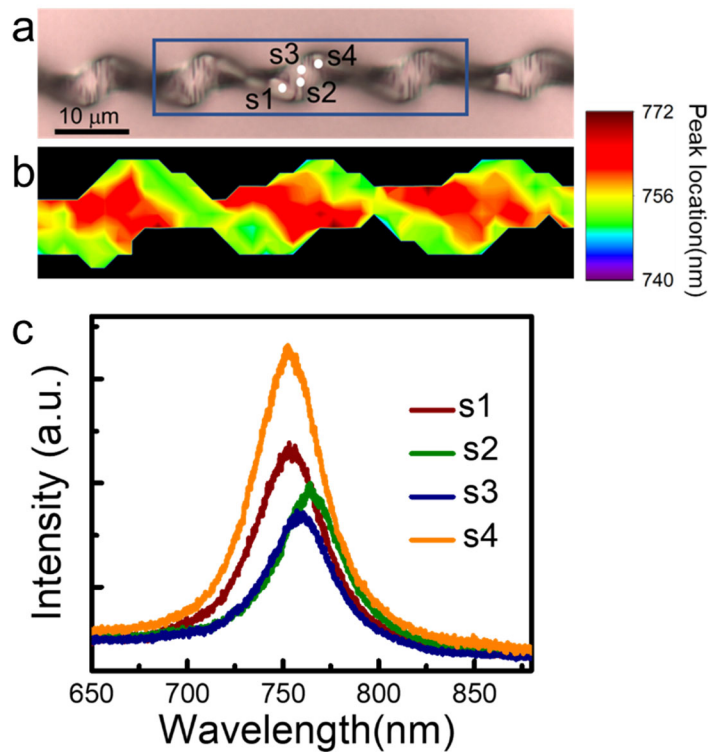 a
s3
s4
s1
s2
10 μm
b
772
756
740
Peak location(nm)
c
s1
s2
s3
s4
Intensity (a.u.)
650
700
750
800
850
Wavelength(nm)